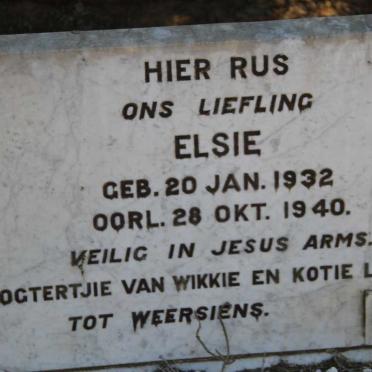 HIER RUS
ONS LIEFLING
ELSIE
GEB. 20 JAN. 1932
OORL. 28 OKT. 1940.
VEILIG IN JESUS ARMS.
OGTERTJIE VAN WIKKIE EN KOTIE L
TOT WEERSIENS.